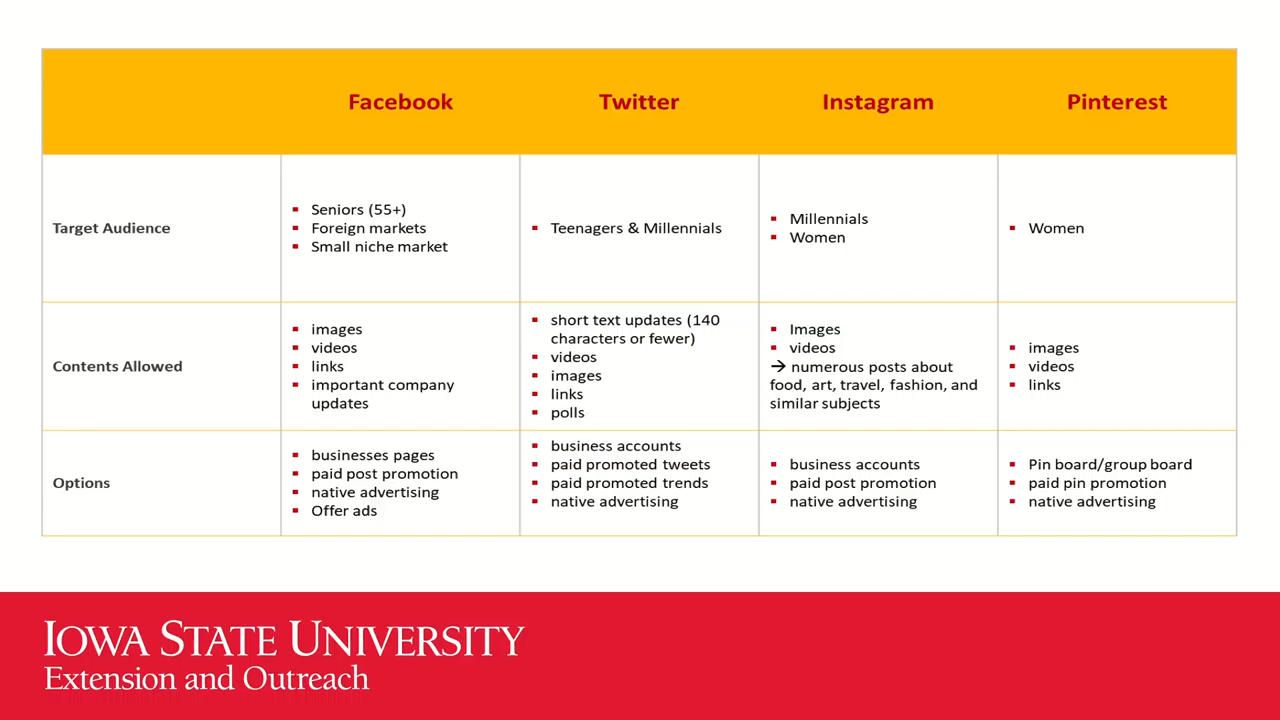 Facebook Twitter Instagram Pinterest
Target Audience
▪ Seniors (55+)
▪ Foreign markets
▪ Small niche market
▪ Teenagers & Millennials
▪ Millennials
▪ Women
▪ Women
Contents Allowed
▪ images
▪ videos
▪ links
▪ important company
updates
▪ short text updates (140
characters or fewer)
▪ videos
▪ images
▪ links
▪ polls
▪ Images
▪ videos
→ numerous posts about
food, art, travel, fashion, and
similar subjects
▪ images
▪ videos
▪ links
Options
▪ businesses pages
▪ paid post promotion
▪ native advertising
▪ Offer ads
▪ business accounts
▪ paid promoted tweets
▪ paid promoted trends
▪ native advertising
▪ business accounts
▪ paid post promotion
▪ native advertising
▪ Pin board/group board
▪ paid pin promotion
▪ native advertising
IOWA STATE UNIVERSITY
Extension and Outreach